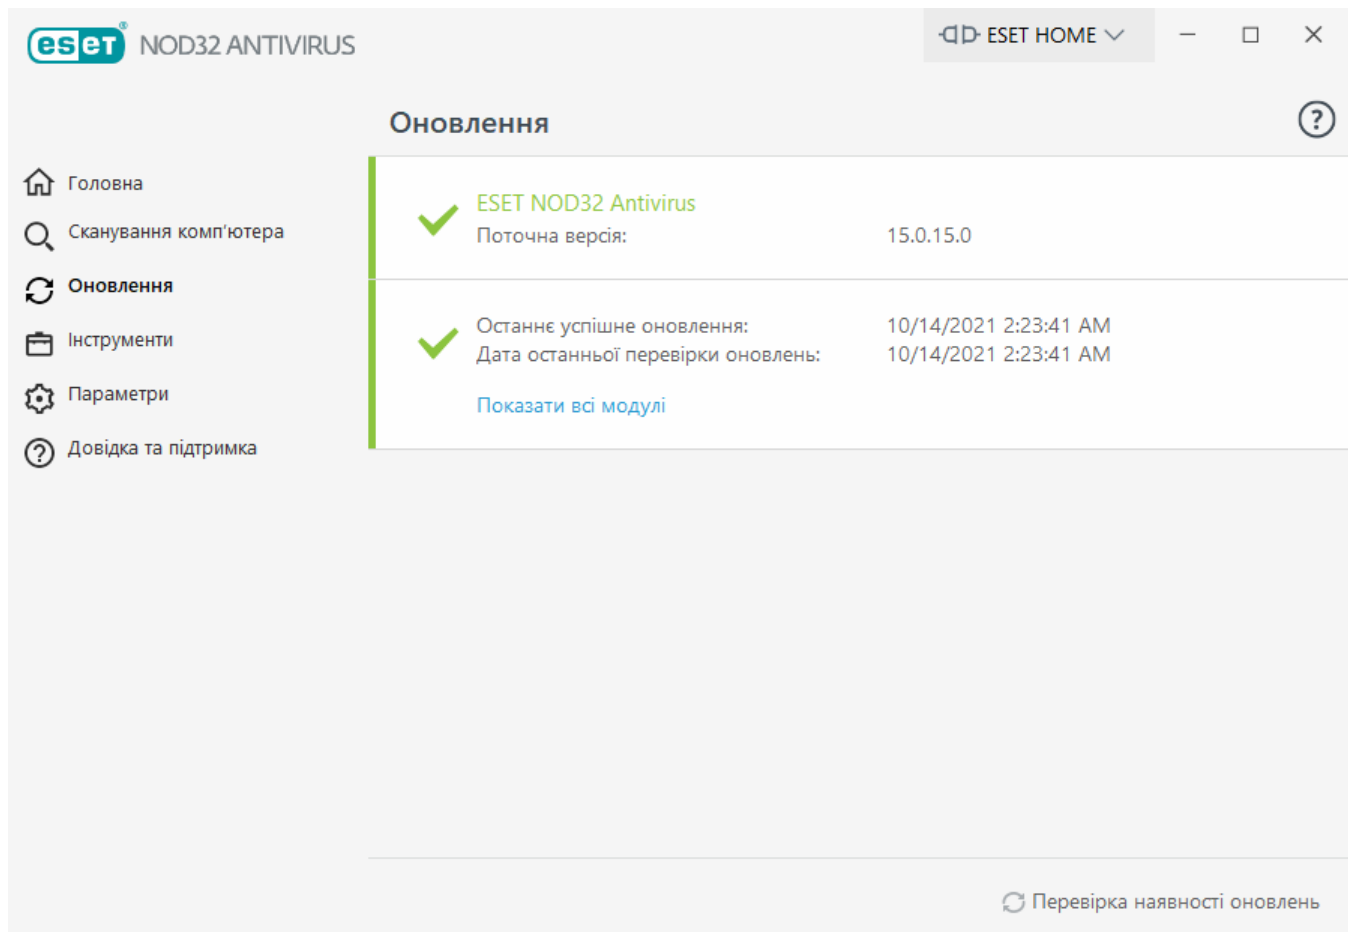 eset® NOD32 ANTIVIRUS
ESET HOME
Оновлення
Головна
Сканування комп'ютера
Оновлення
Інструменти
Параметри
Довідка та підтримка
ESET NOD32 Antivirus
Поточна версія: 15.0.15.0
Останнє успішне оновлення: 10/14/2021 2:23:41 AM
Дата останньої перевірки оновлень: 10/14/2021 2:23:41 AM
Показати всі модулі
Перевірка наявності оновлень